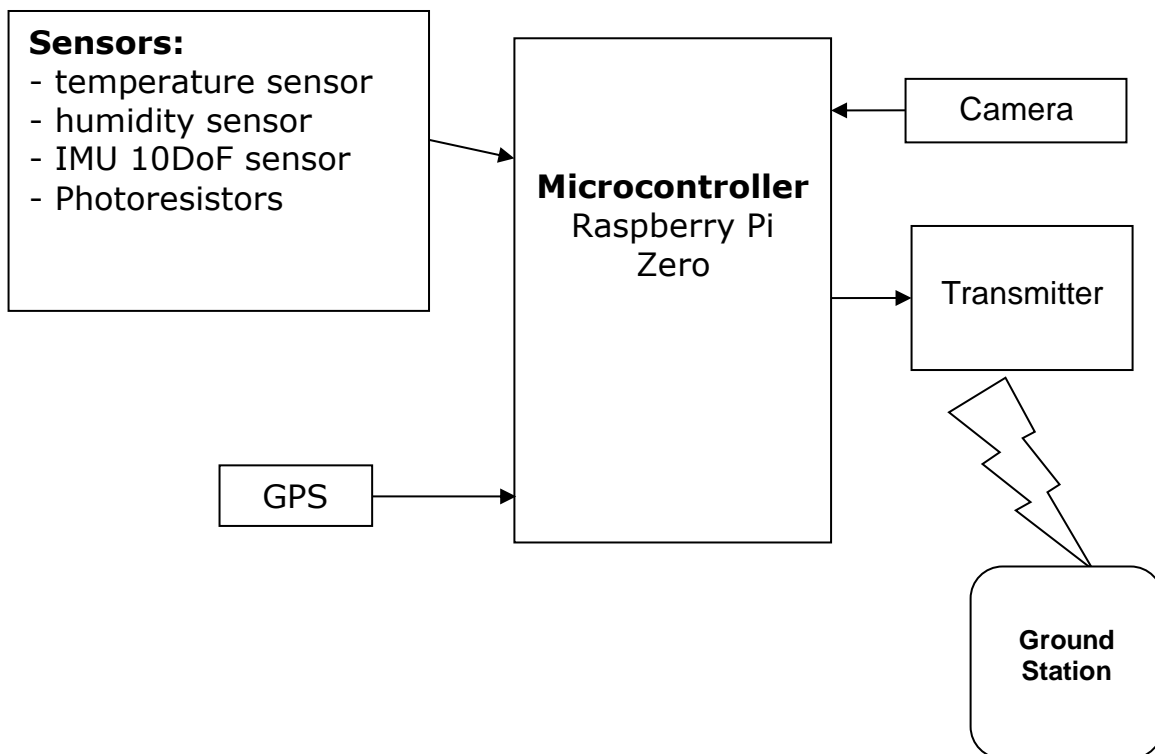 Sensors:
- temperature sensor
- humidity sensor
- IMU 10DoF sensor
- Photoresistors
Microcontroller
Raspberry Pi
Zero
Camera
Transmitter
GPS
Ground
Station